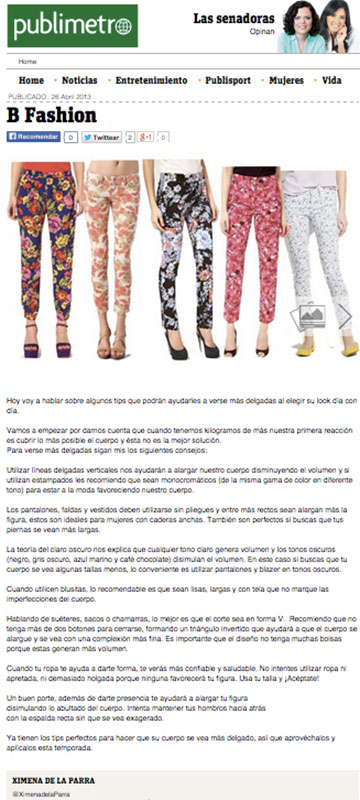 publimetro
Las senadoras
Opinan
Home
Home • Noticias • Entretenimiento • Publisport • Mujeres • Vida
PUBLICADO : 26 Abril 2013
B Fashion
Recomendar 0 Twittear 2 +1 0
Hoy voy a hablar sobre algunos tips que podrán ayudarles a verse más delgadas al elegir su look día con
día.
Vamos a empezar por darnos cuenta que cuando tenemos kilogramos de más nuestra primera reacción
es cubrir lo más posible el cuerpo y ésta no es la mejor solución.
Para verse más delgadas sigan mis los siguientes consejos:
Utilizar líneas delgadas verticales nos ayudarán a alargar nuestro cuerpo disminuyendo el volumen y si
utilizan estampados les recomiendo que sean monocromáticos (de la misma gama de color en diferente
tono) para estar a la moda favoreciendo nuestro cuerpo.
Los pantalones, faldas y vestidos deben utilizarse sin pliegues y entre más rectos sean alargan más la
figura, estos son ideales para mujeres con caderas anchas. También son perfectos si buscas que tus
piernas se vean más largas.
La teoría del claro oscuro nos explica que cualquier tono claro genera volumen y los tonos oscuros
(negro, gris oscuro, azul marino y café chocolate) disimulan el volumen. En este caso si buscas que tu
cuerpo se vea algunas tallas menos, lo conveniente es utilizar pantalones y blazer en tonos oscuros.
Cuando utilicen blusitas, lo recomendable es que sean lisas, largas y con tela que no marque las
imperfecciones del cuerpo.
Hablando de suéteres, sacos o chamarras, lo mejor es que el corte sea en forma V. Recomiendo que no
tenga más de dos botones para cerrarse, formando un triángulo invertido que ayudará a que el cuerpo se
alargue y se vea con una complexión más fina. Es importante que el diseño no tenga muchas bolsas
porque estas generan más volumen.
Cuando tu ropa te ayuda a darte forma, te verás más confiable y saludable. No intentes utilizar ropa ni
apretada, ni demasiado holgada porque ninguna favorecerá tu figura. Usa tu talla y ¡Acéptate!
Un buen porte, además de darte presencia te ayudará a alargar tu figura
disimulando lo abultado del cuerpo. Intenta mantener tus hombros hacia atrás
con la espalda recta sin que se vea exagerado.
Ya tienen los tips perfectos para hacer que su cuerpo se vea más delgado, así que aprovéchalos y
aplícalos esta temporada.
XIMENA DE LA PARRA
@XimenadelaParra